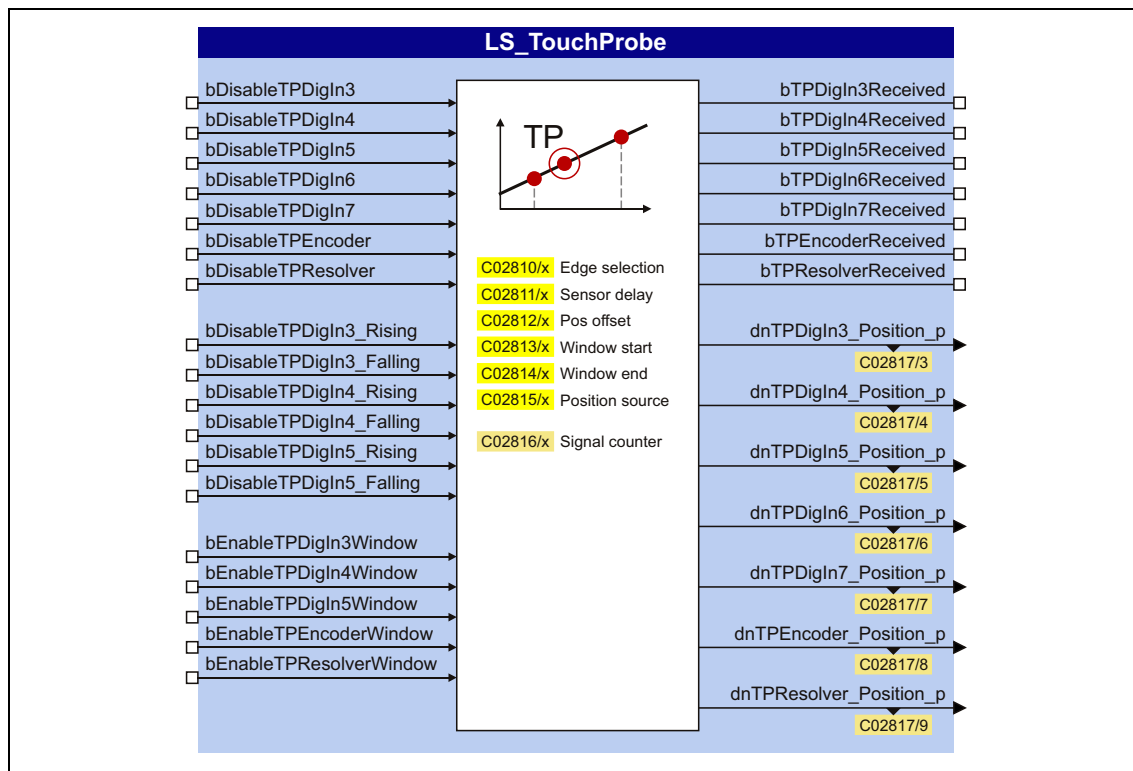 LS_TouchProbe
bDisableTPDigIn3
bDisableTPDigIn4
bDisableTPDigIn5
bDisableTPDigIn6
bDisableTPDigIn7
bDisableTPEncoder
bDisableTPResolver
bDisableTPDigIn3_Rising
bDisableTPDigIn3_Falling
bDisableTPDigIn4_Rising
bDisableTPDigIn4_Falling
bDisableTPDigIn5_Rising
bDisableTPDigIn5_Falling
bEnableTPDigIn3Window
bEnableTPDigIn4Window
bEnableTPDigIn5Window
bEnableTPEncoderWindow
bEnableTPResolverWindow
TP
C02810/x Edge selection
C02811/x Sensor delay
C02812/x Pos offset
C02813/x Window start
C02814/x Window end
C02815/x Position source
C02816/x Signal counter
bTPDigIn3Received
bTPDigIn4Received
bTPDigIn5Received
bTPDigIn6Received
bTPDigIn7Received
bTPEncoderReceived
bTPResolverReceived
dnTPDigIn3_Position_p
C02817/3
dnTPDigIn4_Position_p
C02817/4
dnTPDigIn5_Position_p
C02817/5
dnTPDigIn6_Position_p
C02817/6
dnTPDigIn7_Position_p
C02817/7
dnTPEncoder_Position_p
C02817/8
dnTPResolver_Position_p
C02817/9